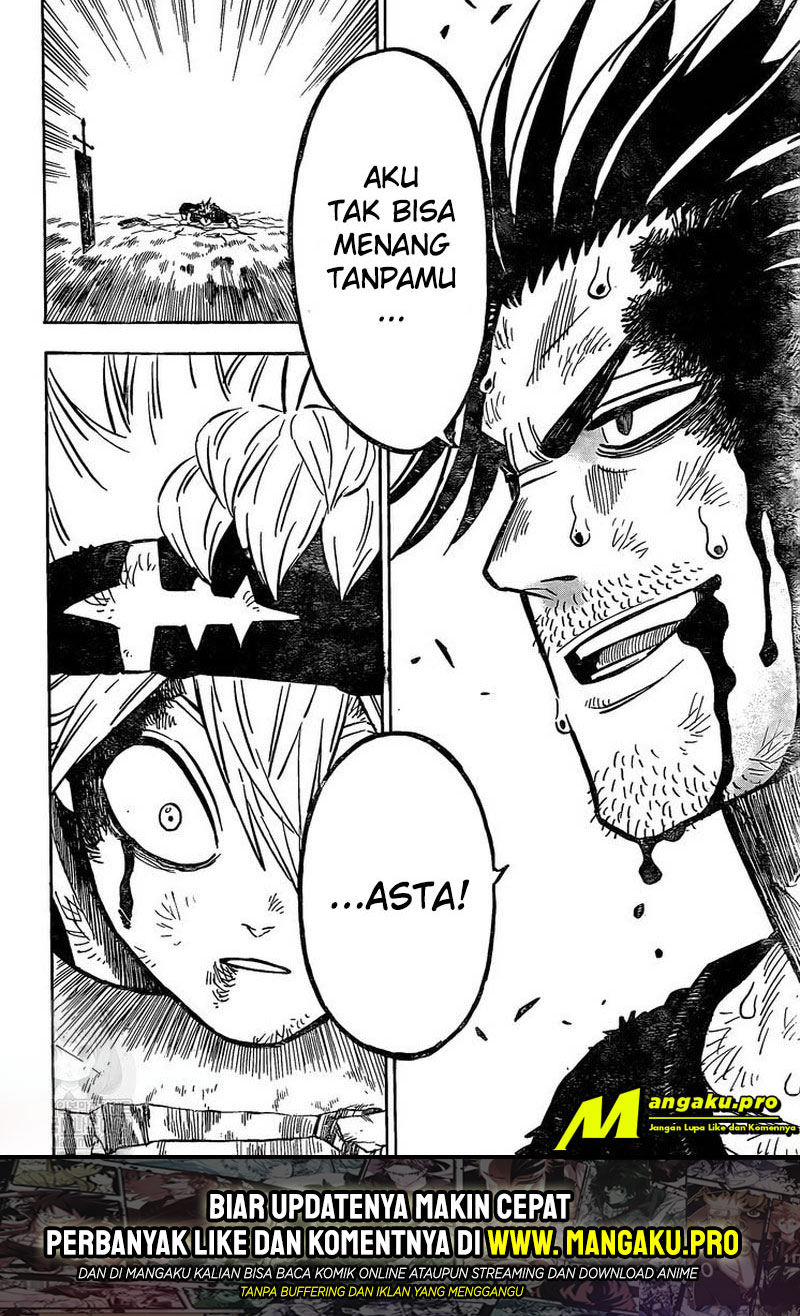 AKU
TAK BISA
MENANG
TANPAMU
...
...ASTA!
Mangaku.pro
Jangan Lupa Like dan Komennya
BIAR UPDATENYA MAKIN CEPAT
PERBANYAK LIKE DAN KOMENTNYA DI WWW. MANGAKU.PRO
DAN DI MANGAKU KALIAN BISA BACA KOMIK ONLINE ATAUPUN STREAMING DAN DOWNLOAD ANIME
TANPA BUFFERING DAN IKLAN YANG MENGGANGU